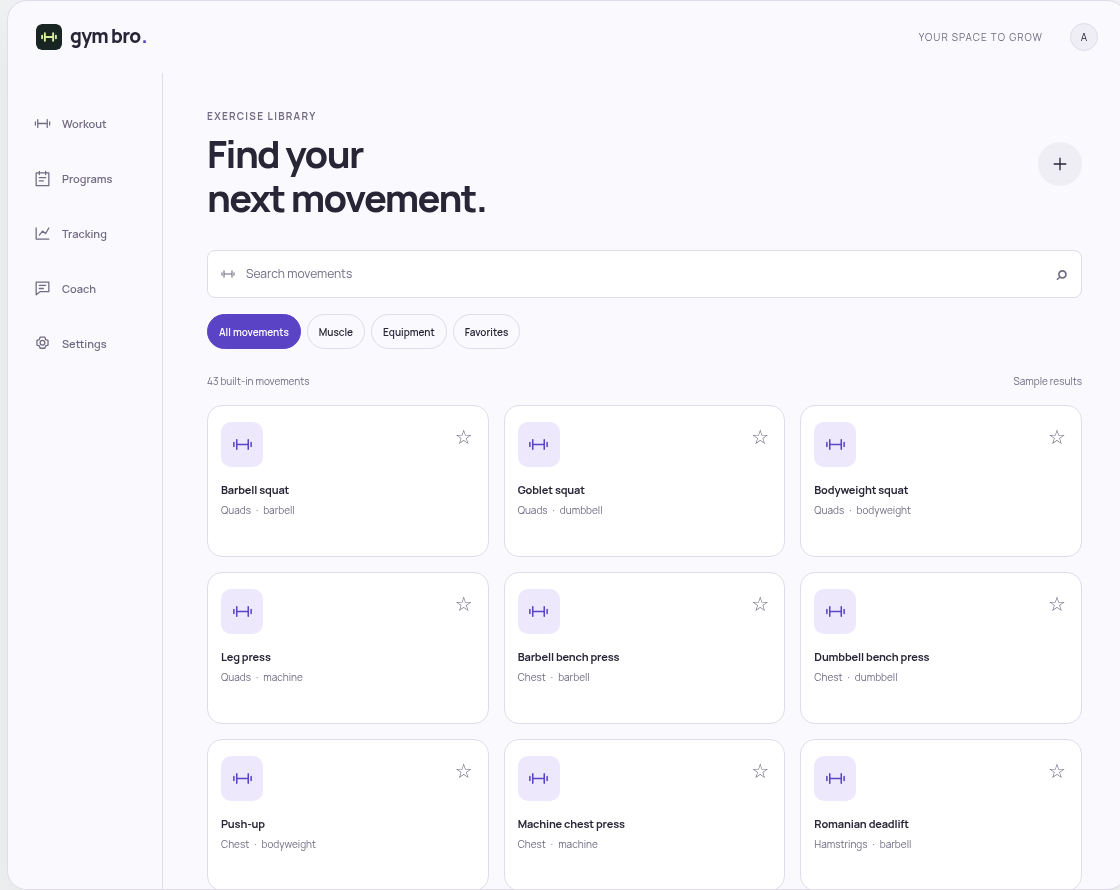 gym bro.
YOUR SPACE TO GROW
A
Workout
Programs
Tracking
Coach
Settings
EXERCISE LIBRARY
Find your
next movement.
Search movements
All movements
Muscle
Equipment
Favorites
43 built-in movements
Sample results
Barbell squat
Quads · barbell
Goblet squat
Quads · dumbbell
Bodyweight squat
Quads · bodyweight
Leg press
Quads · machine
Barbell bench press
Chest · barbell
Dumbbell bench press
Chest · dumbbell
Push-up
Chest · bodyweight
Machine chest press
Chest · machine
Romanian deadlift
Hamstrings · barbell